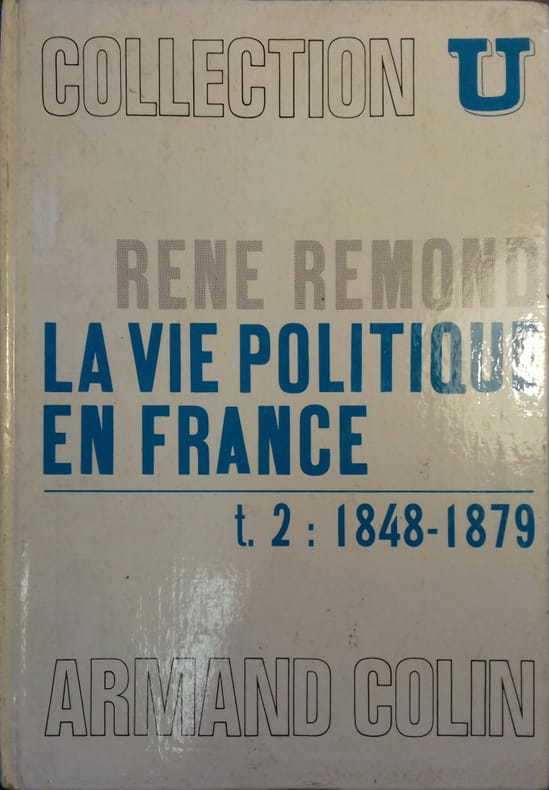 COLLECTION U
RENE REMOND
LA VIE POLITIQUE
EN FRANCE
t. 2 : 1848-1879
ARMAND COLIN